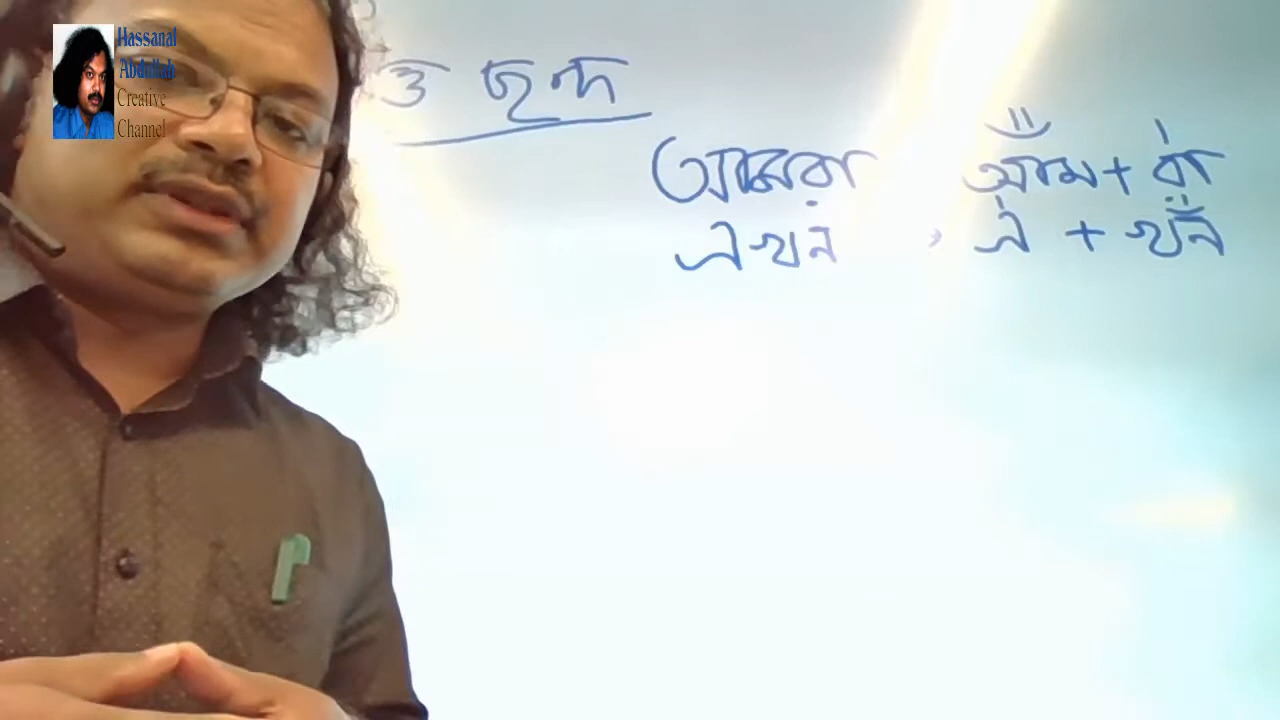 Hassanal
Abdullah
Creative
Channel
ত্ত ছন্দ
আমরা আম + রা
এখন , এ + খন